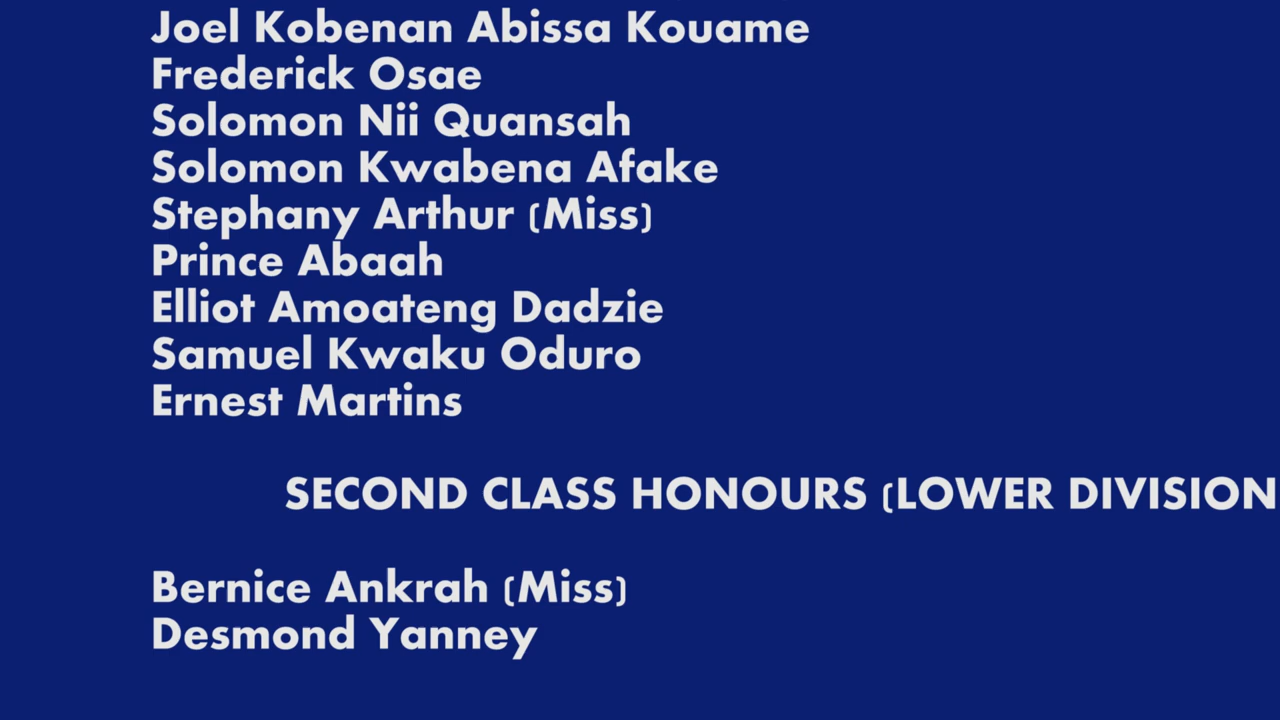 Joel Kobenan Abissa Kouame
Frederick Osae
Solomon Nii Quansah
Solomon Kwabena Afake
Stephany Arthur (Miss)
Prince Abaah
Elliot Amoateng Dadzie
Samuel Kwaku Oduro
Ernest Martins
SECOND CLASS HONOURS (LOWER DIVISION
Bernice Ankrah (Miss)
Desmond Yanney